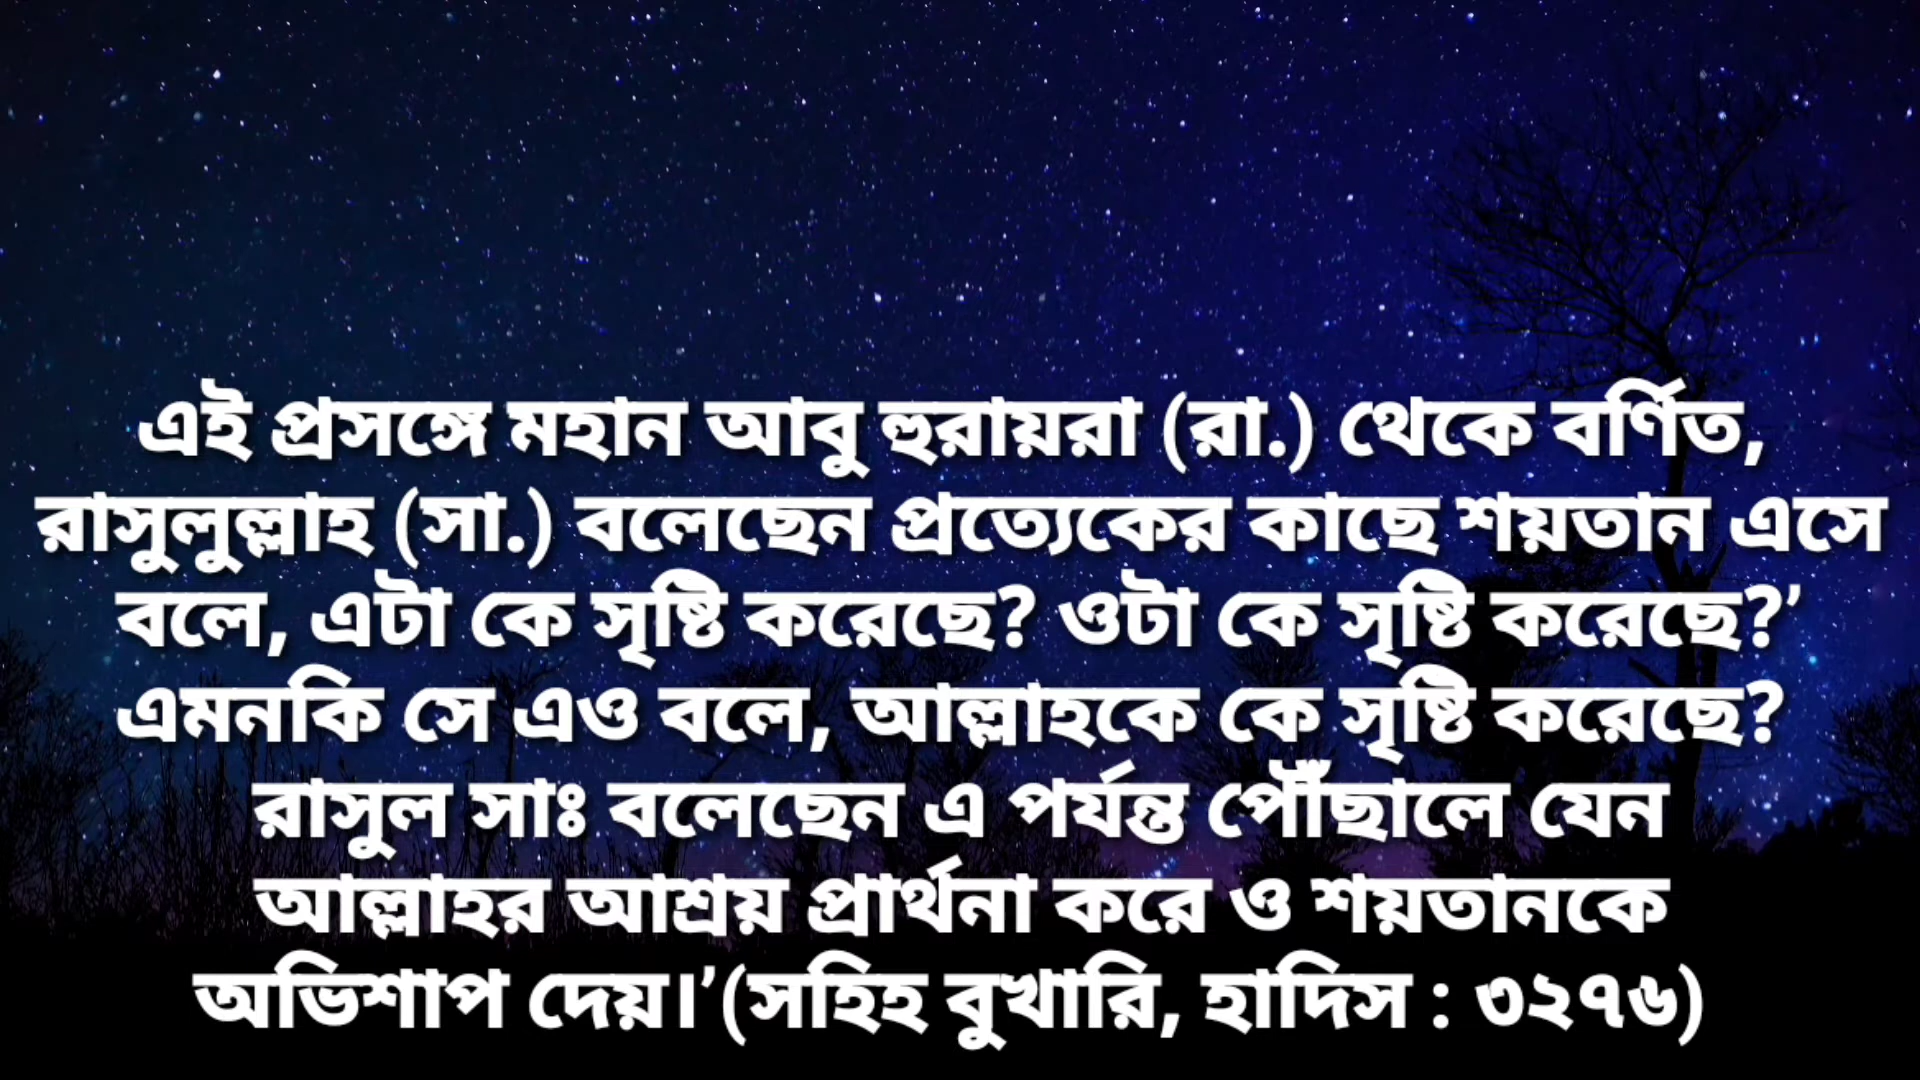 এই প্রসঙ্গে মহান আবু হুরায়রা (রা.) থেকে বর্ণিত,
রাসুলুল্লাহ (সা.) বলেছেন প্রত্যেকের কাছে শয়তান এসে
বলে, এটা কে সৃষ্টি করেছে? ওটা কে সৃষ্টি করেছে?’
এমনকি সে এও বলে, আল্লাহকে কে সৃষ্টি করেছে?
রাসুল সাঃ বলেছেন এ পর্যন্ত পৌঁছালে যেন
আল্লাহর আশ্রয় প্রার্থনা করে ও শয়তানকে
অভিশাপ দেয়।’(সহিহ বুখারি, হাদিস : ৩২৭৬)